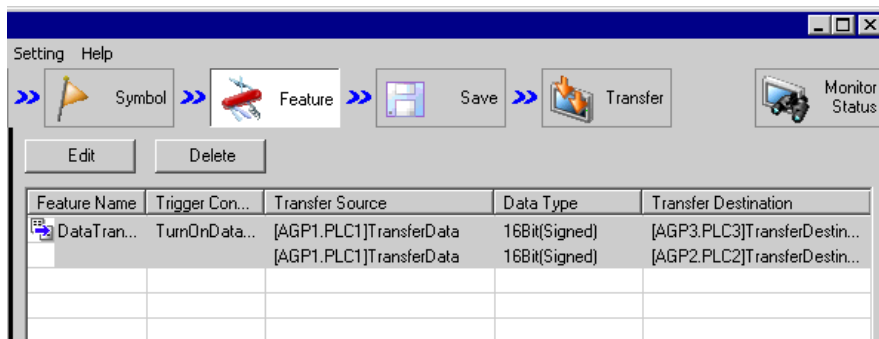 Setting Help
Symbol Feature Save Transfer Monitor Status
Edit Delete
Feature Name Trigger Con... Transfer Source Data Type Transfer Destination
DataTran... TurnOnData... [AGP1.PLC1]TransferData 16Bit(Signed) [AGP3.PLC3]TransferDestin...
[AGP1.PLC1]TransferData 16Bit(Signed) [AGP2.PLC2]TransferDestin...